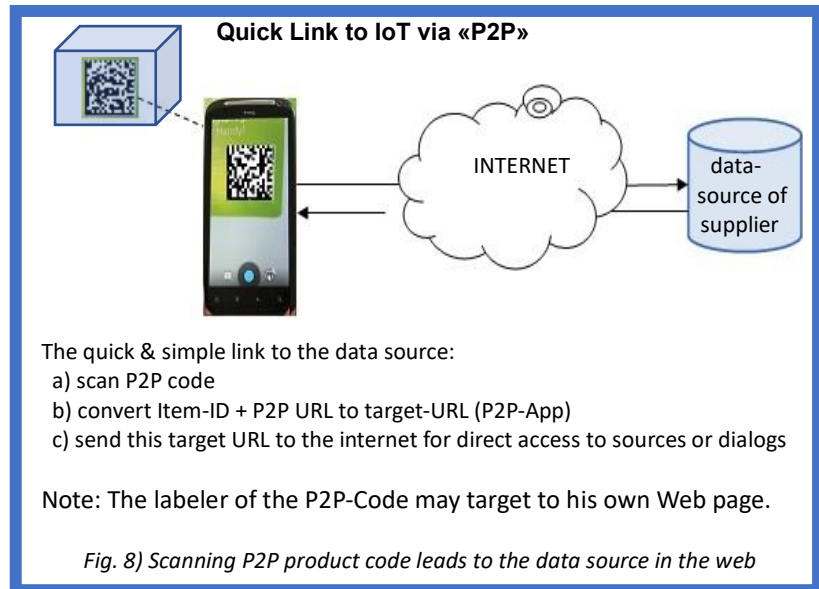 Quick Link to IoT via «P2P»
INTERNET
data-
source of
supplier
The quick & simple link to the data source:
a) scan P2P code
b) convert Item-ID + P2P URL to target-URL (P2P-App)
c) send this target URL to the internet for direct access to sources or dialogs
Note: The labeler of the P2P-Code may target to his own Web page.
Fig. 8) Scanning P2P product code leads to the data source in the web